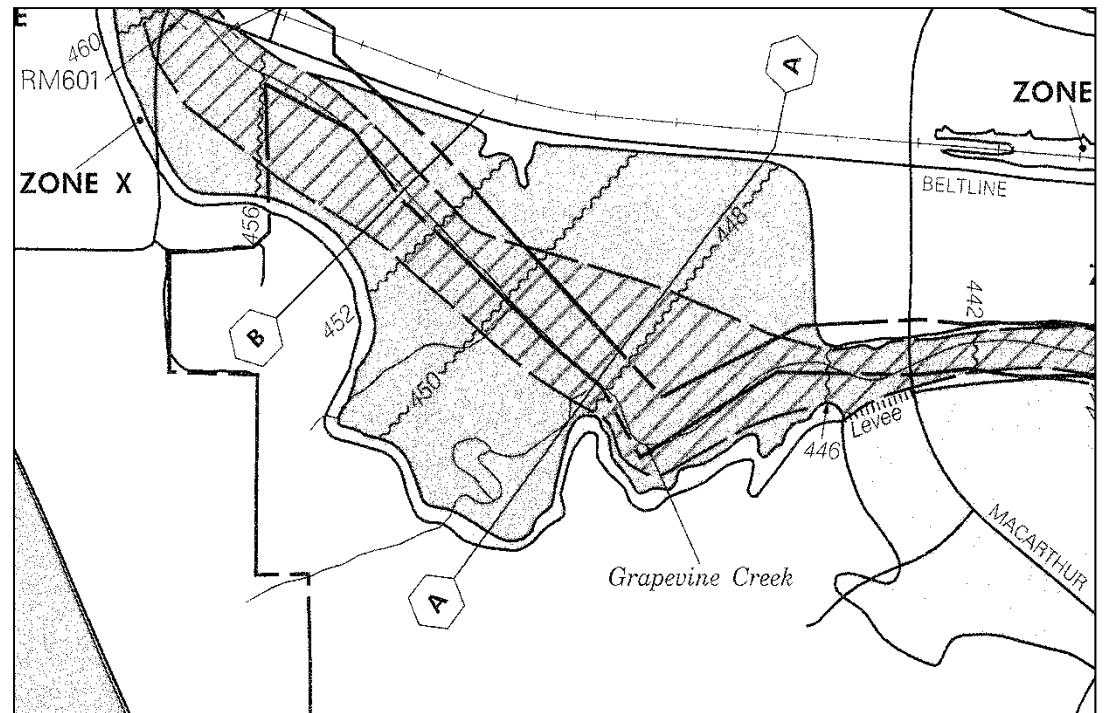 E
460
RM601
A
ZONE
ZONE X
BELTLINE
456
448
442
452
B
450
Levee
446
MACARTHUR
Grapevine Creek
A